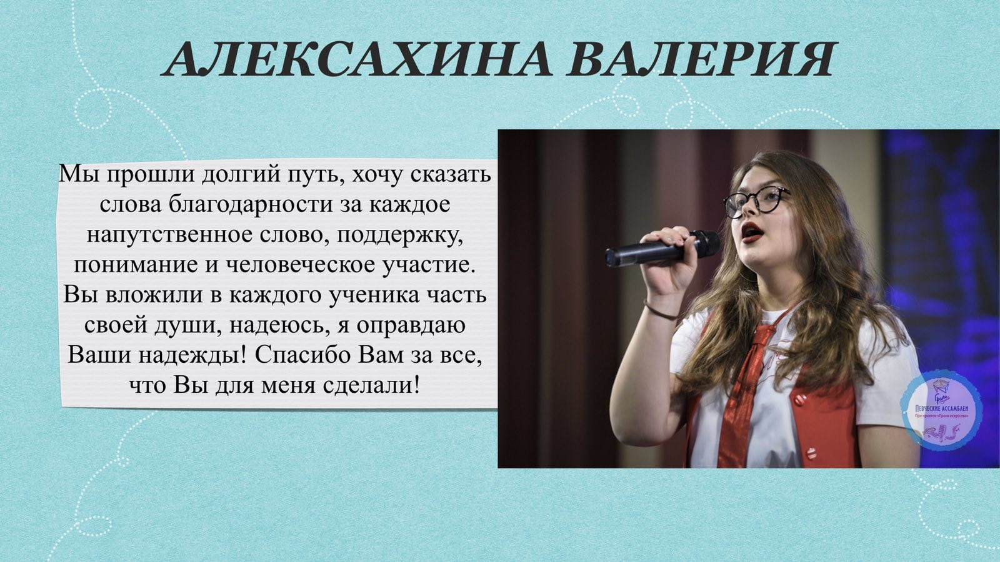 АЛЕКСАХИНА ВАЛЕРИЯ
Мы прошли долгий путь, хочу сказать
слова благодарности за каждое
напутственное слово, поддержку,
понимание и человеческое участие.
Вы вложили в каждого ученика часть
своей души, надеюсь, я оправдаю
Ваши надежды! Спасибо Вам за все,
что Вы для меня сделали!
Грани
ПЕВЧЕСКИЕ АССАМБЛЕИ
При проекте «Грани искусства»